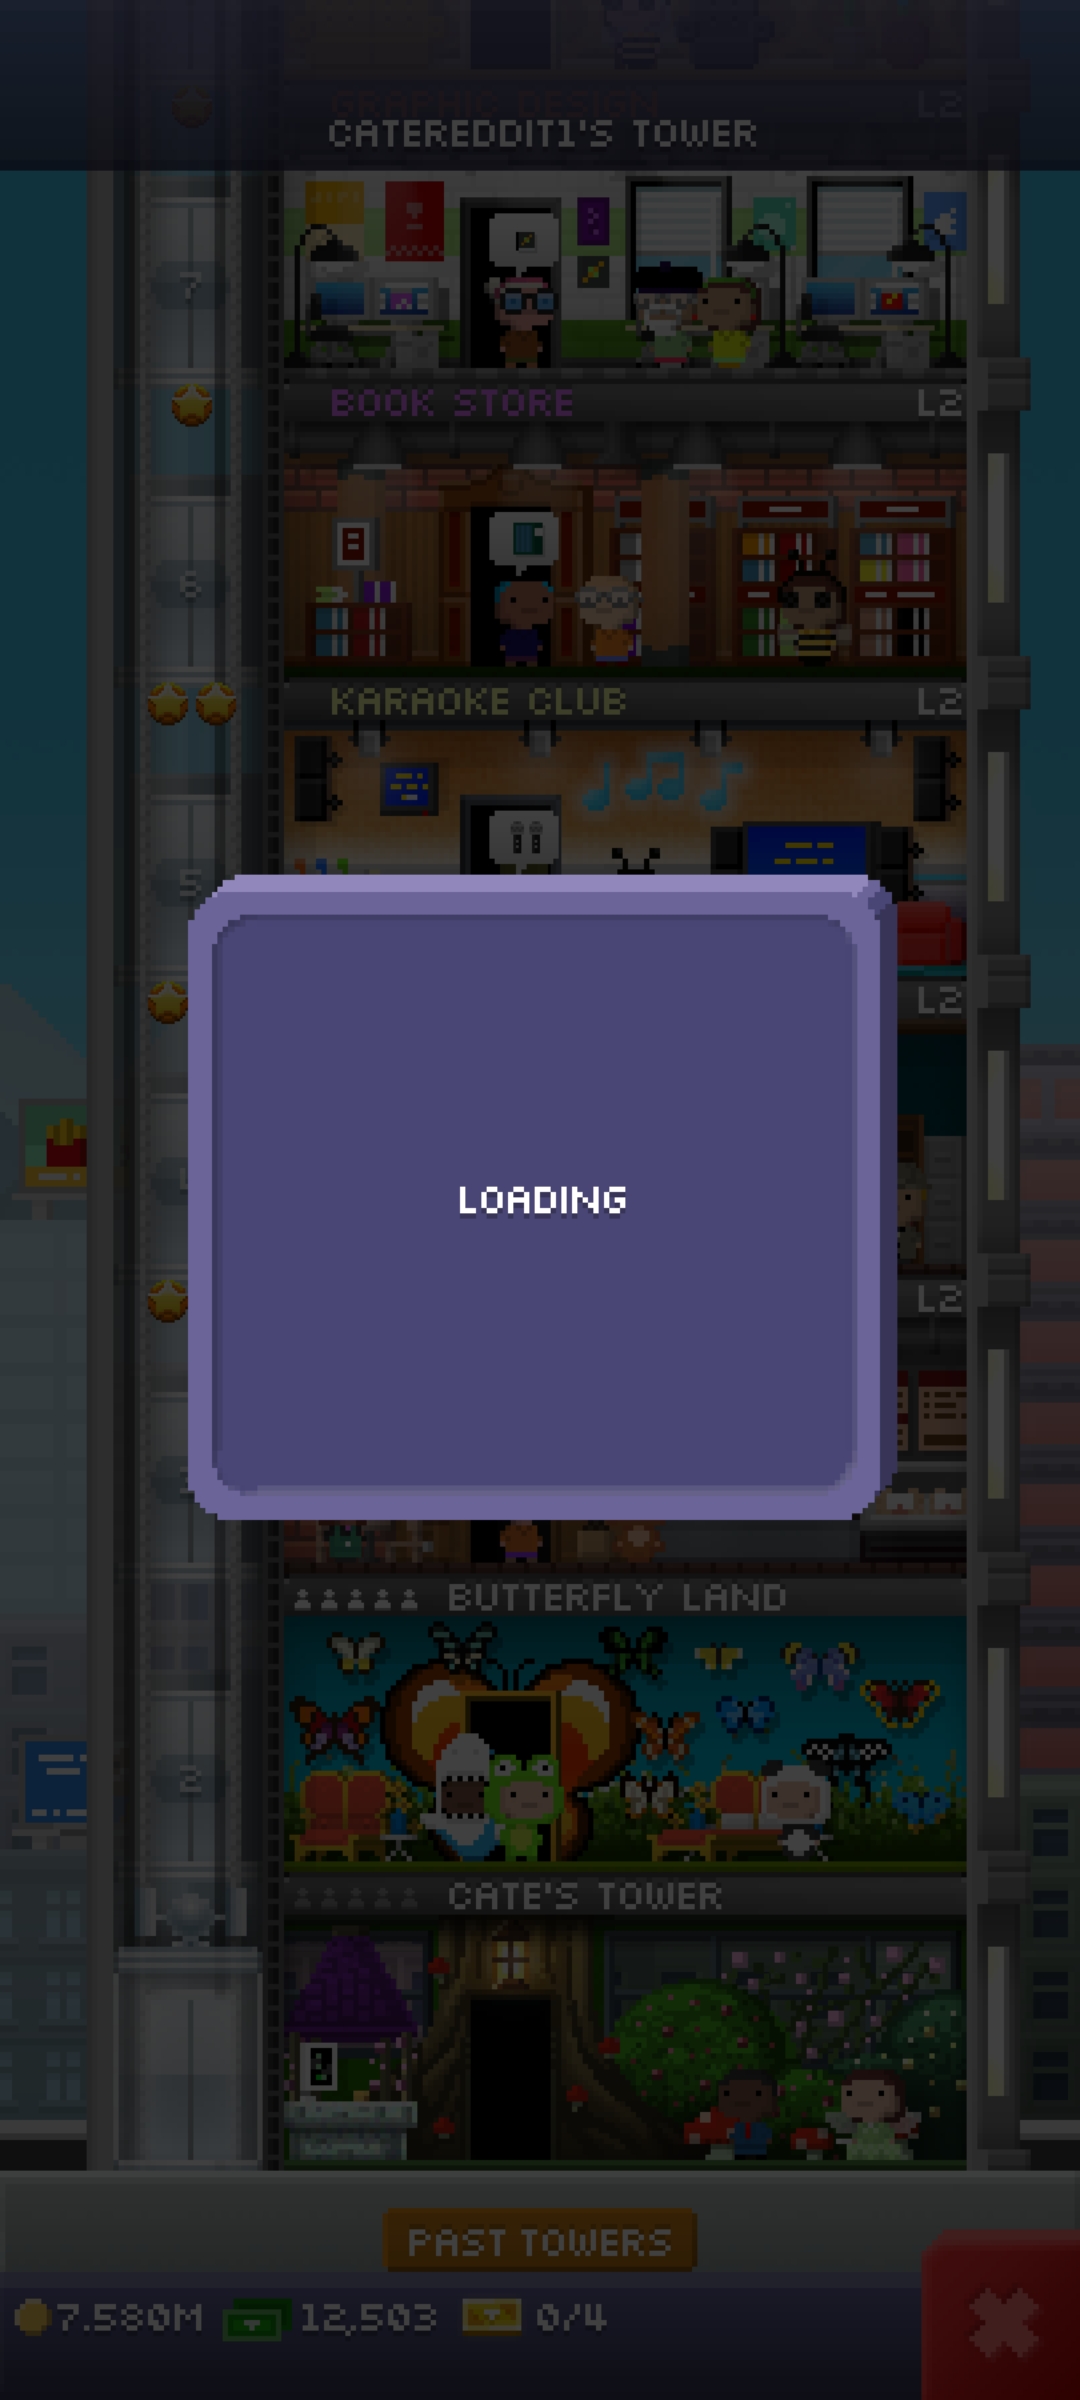 GRAPHIC DESIGN L2
CATEREDDIT1'S TOWER
7
BOOK STORE L2
6
KARAOKE CLUB L2
5
L2
LOADING
L2
BUTTERFLY LAND
2
CATE'S TOWER
PAST TOWERS
7.580M 12,503 0/4